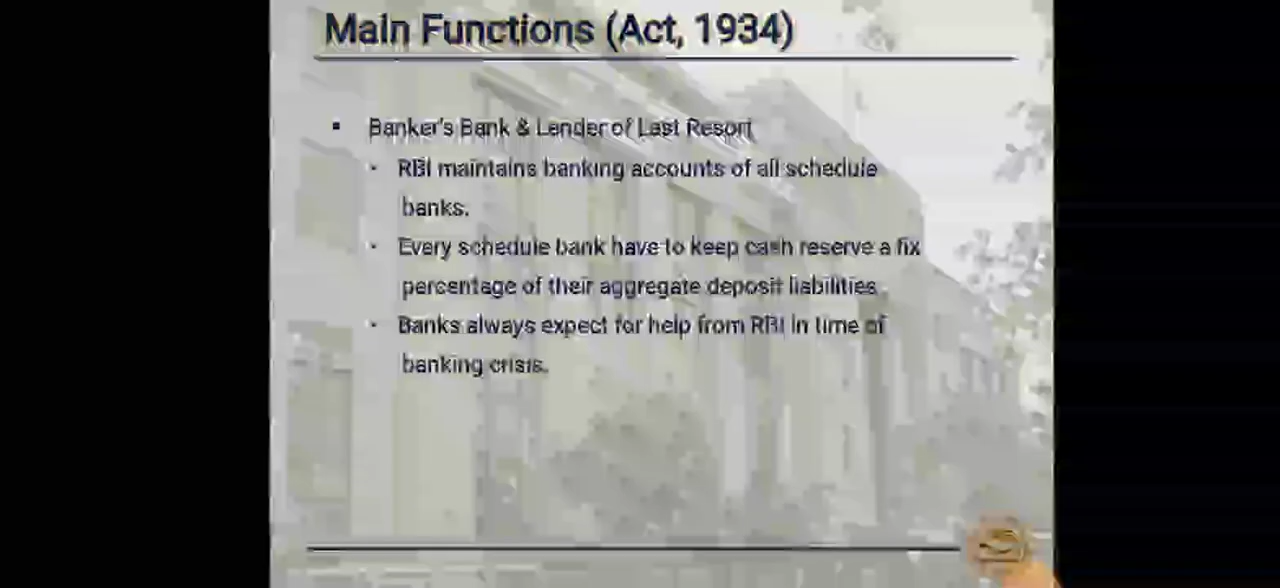 Main Functions (Act, 1934)
Banker's Bank & Lender of Last Resort
RBI maintains banking accounts of all schedule
banks.
Every schedule bank have to keep cash reserve a fix
percentage of their aggregate deposit liabilities.
Banks always expect for help from RBI in time of
banking crisis.